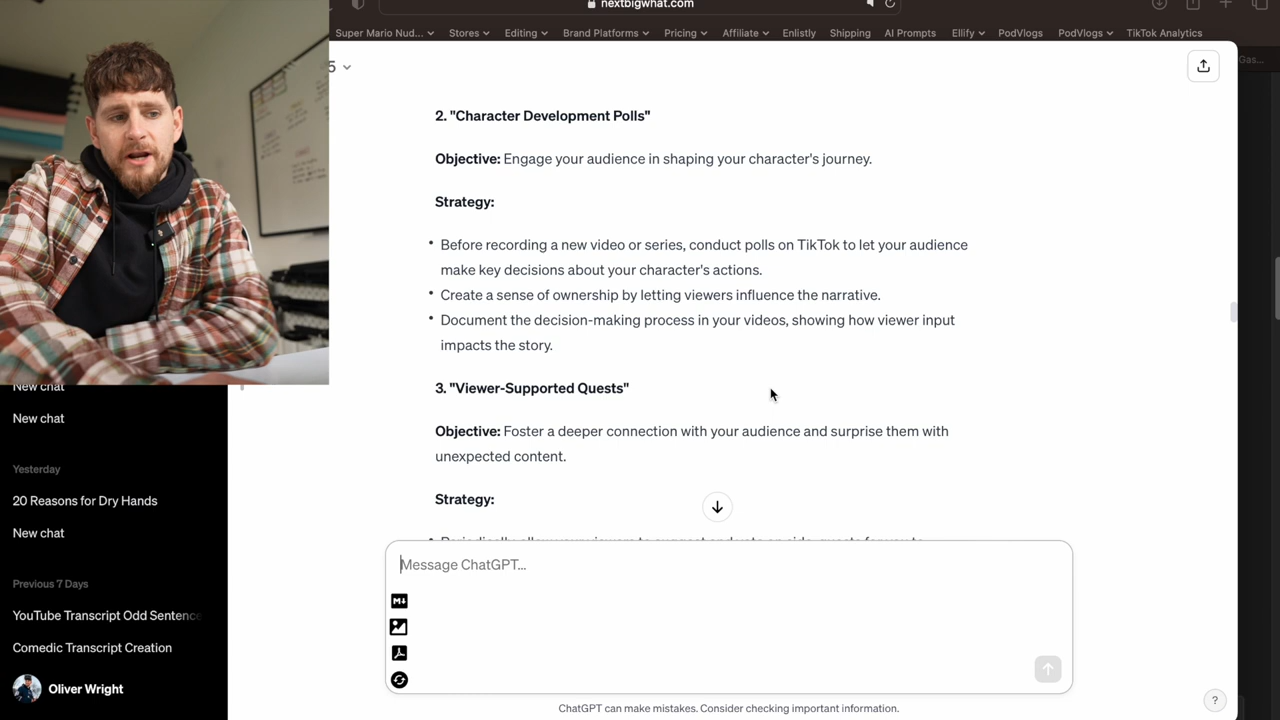 nextbigwhat.com
Super Mario Nud... Stores Editing Brand Platforms Pricing Affiliate Enlistly Shipping AI Prompts Ellify PodVlogs PodVlogs TikTok Analytics
Gas...
5
2. "Character Development Polls"
Objective: Engage your audience in shaping your character's journey.
Strategy:
• Before recording a new video or series, conduct polls on TikTok to let your audience
make key decisions about your character's actions.
• Create a sense of ownership by letting viewers influence the narrative.
• Document the decision-making process in your videos, showing how viewer input
impacts the story.
3. "Viewer-Supported Quests"
Objective: Foster a deeper connection with your audience and surprise them with
unexpected content.
Strategy:
New chat
New chat
Yesterday
20 Reasons for Dry Hands
New chat
Previous 7 Days
YouTube Transcript Odd Sentence
Comedic Transcript Creation
Oliver Wright
Message ChatGPT...
M
ChatGPT can make mistakes. Consider checking important information.
?